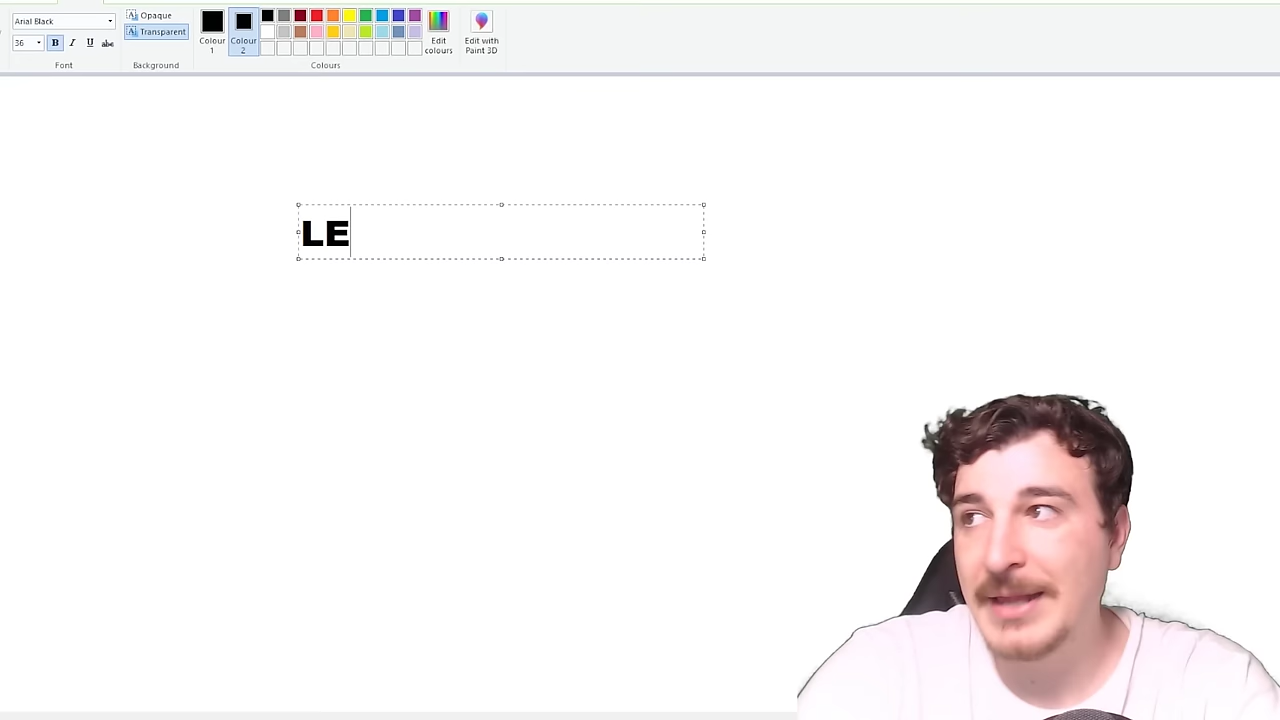 Arial Black
36
B
I
U
abc
Font
Opaque
Transparent
Background
Colour
1
Colour
2
Edit
colours
Colours
Edit with
Paint 3D
LE